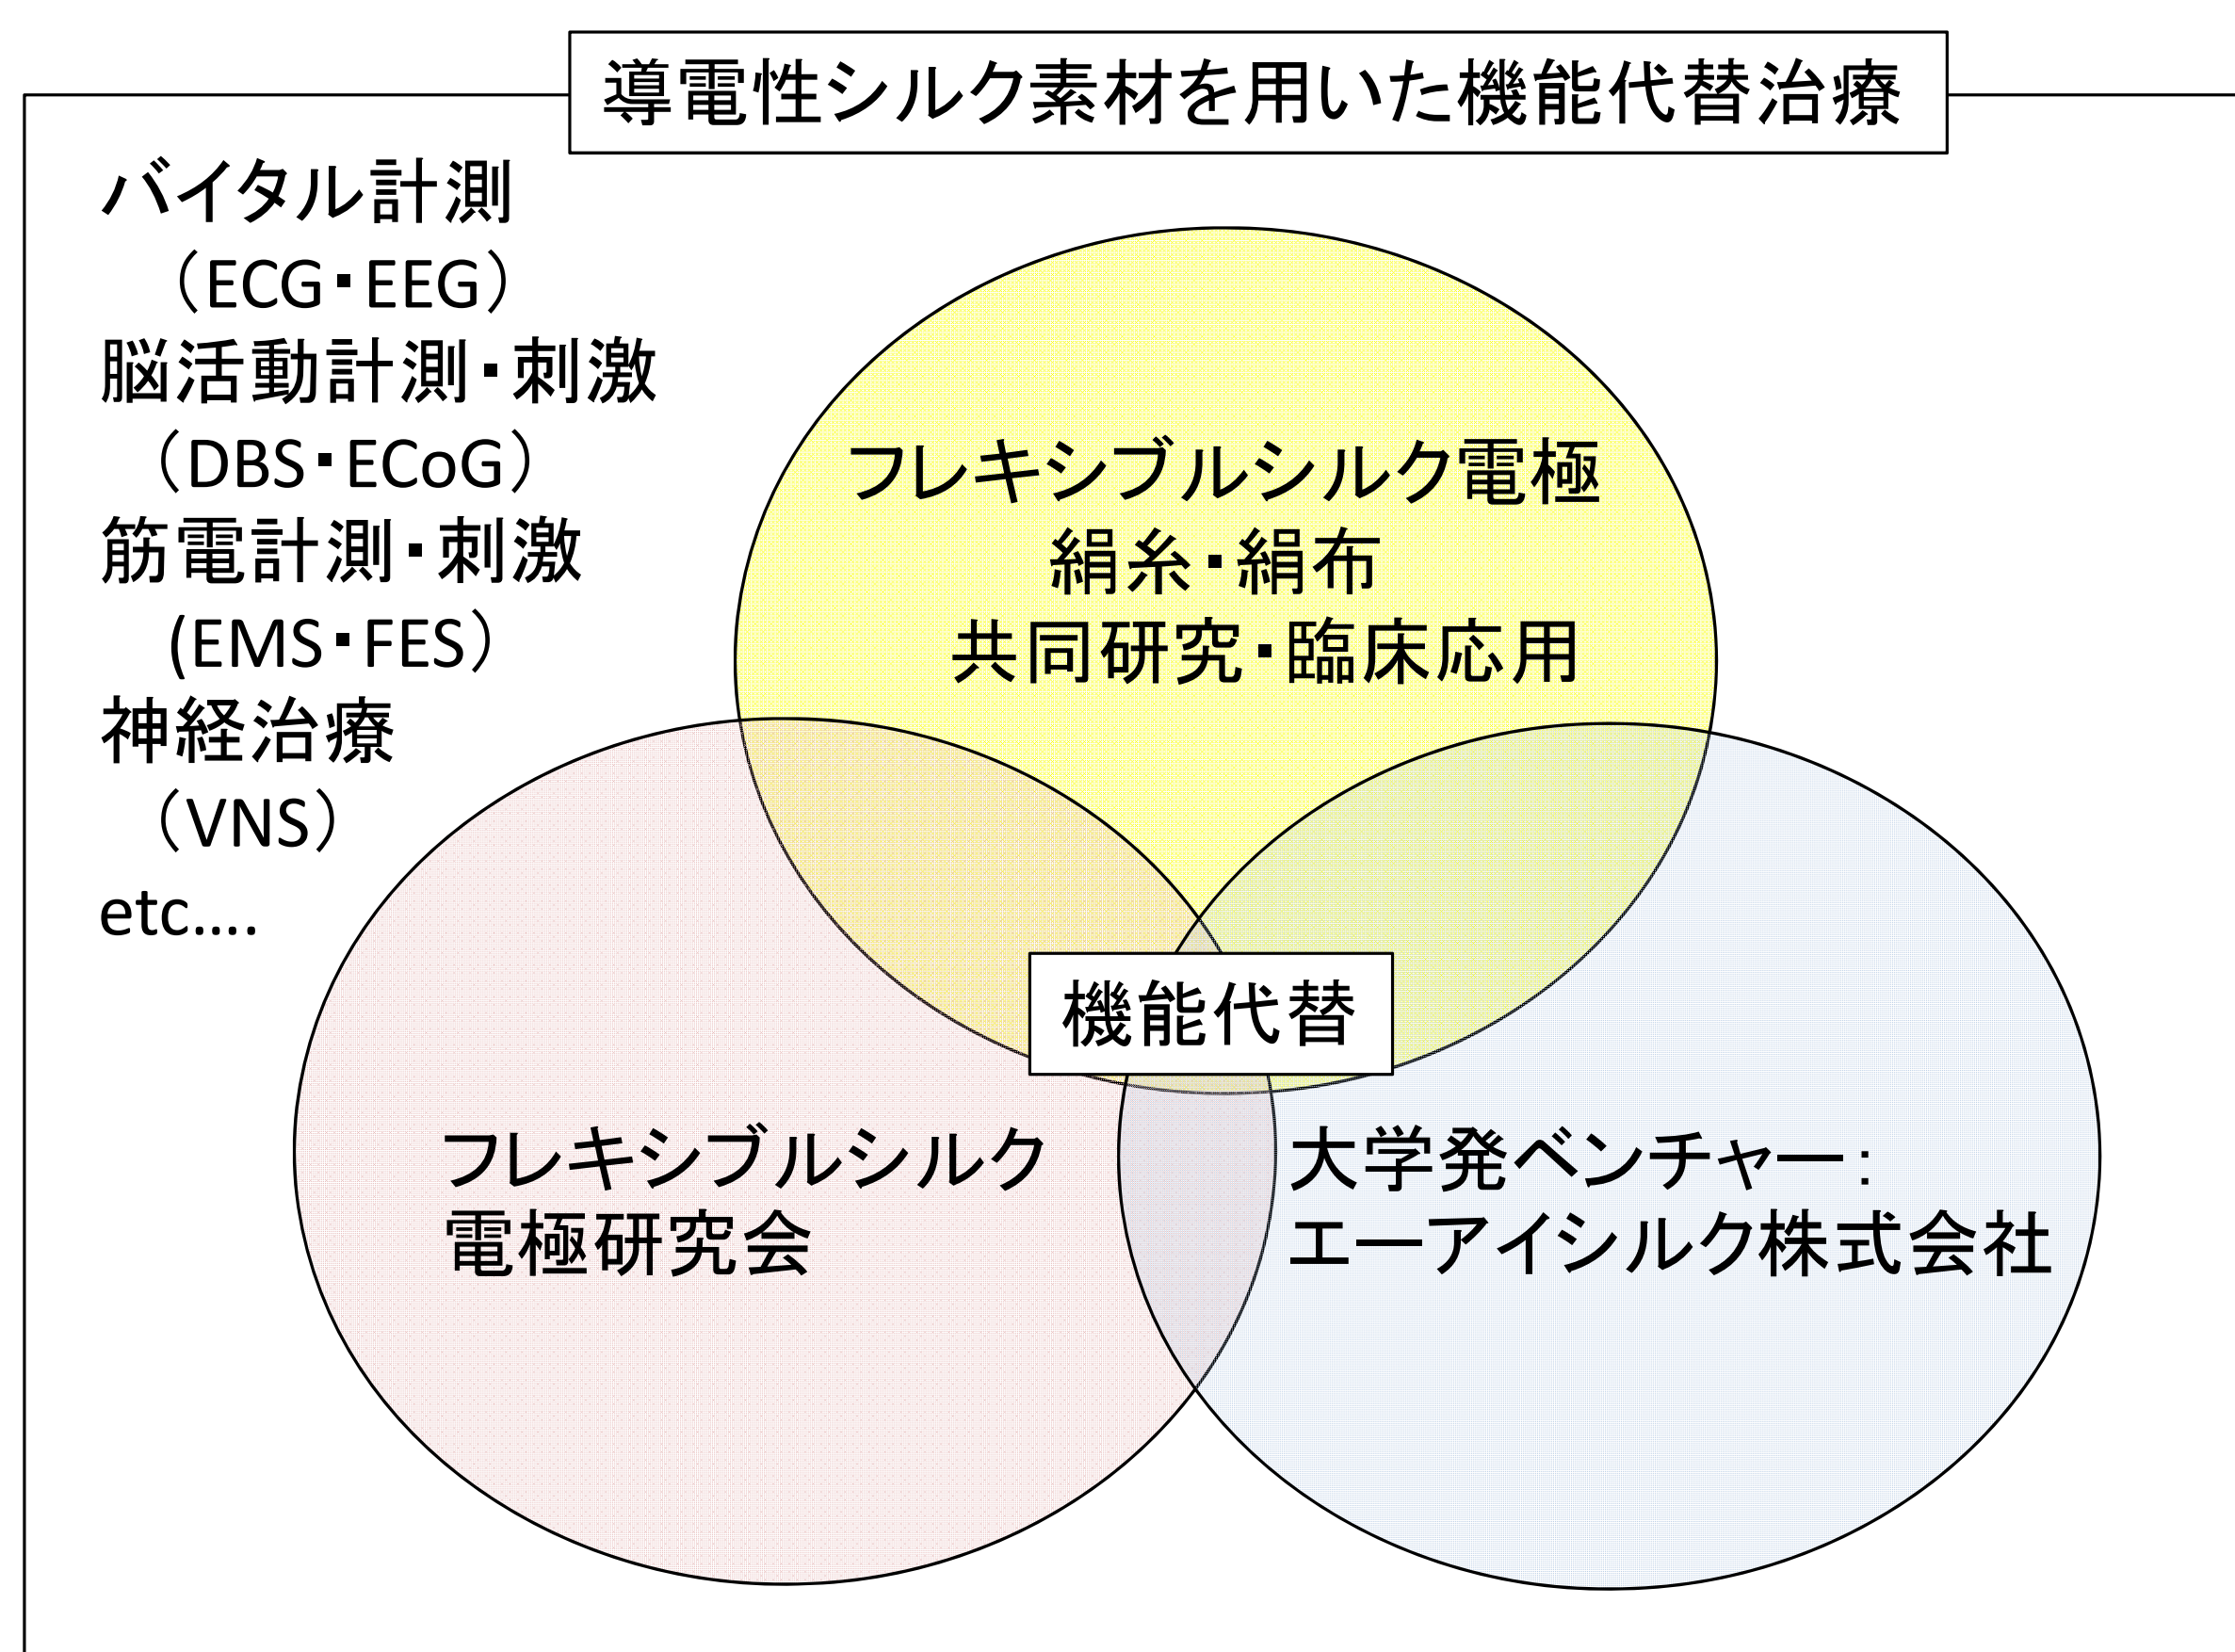 導電性シルク素材を用いた機能代替治療
バイタル計測
（ECG・EEG）
脳活動計測・刺激
（DBS・ECoG）
筋電計測・刺激
(EMS・FES）
神経治療
（VNS）
etc….
フレキシブルシルク電極
絹糸・絹布
共同研究・臨床応用
機能代替
フレキシブルシルク
電極研究会
大学発ベンチャー：
エーアイシルク株式会社